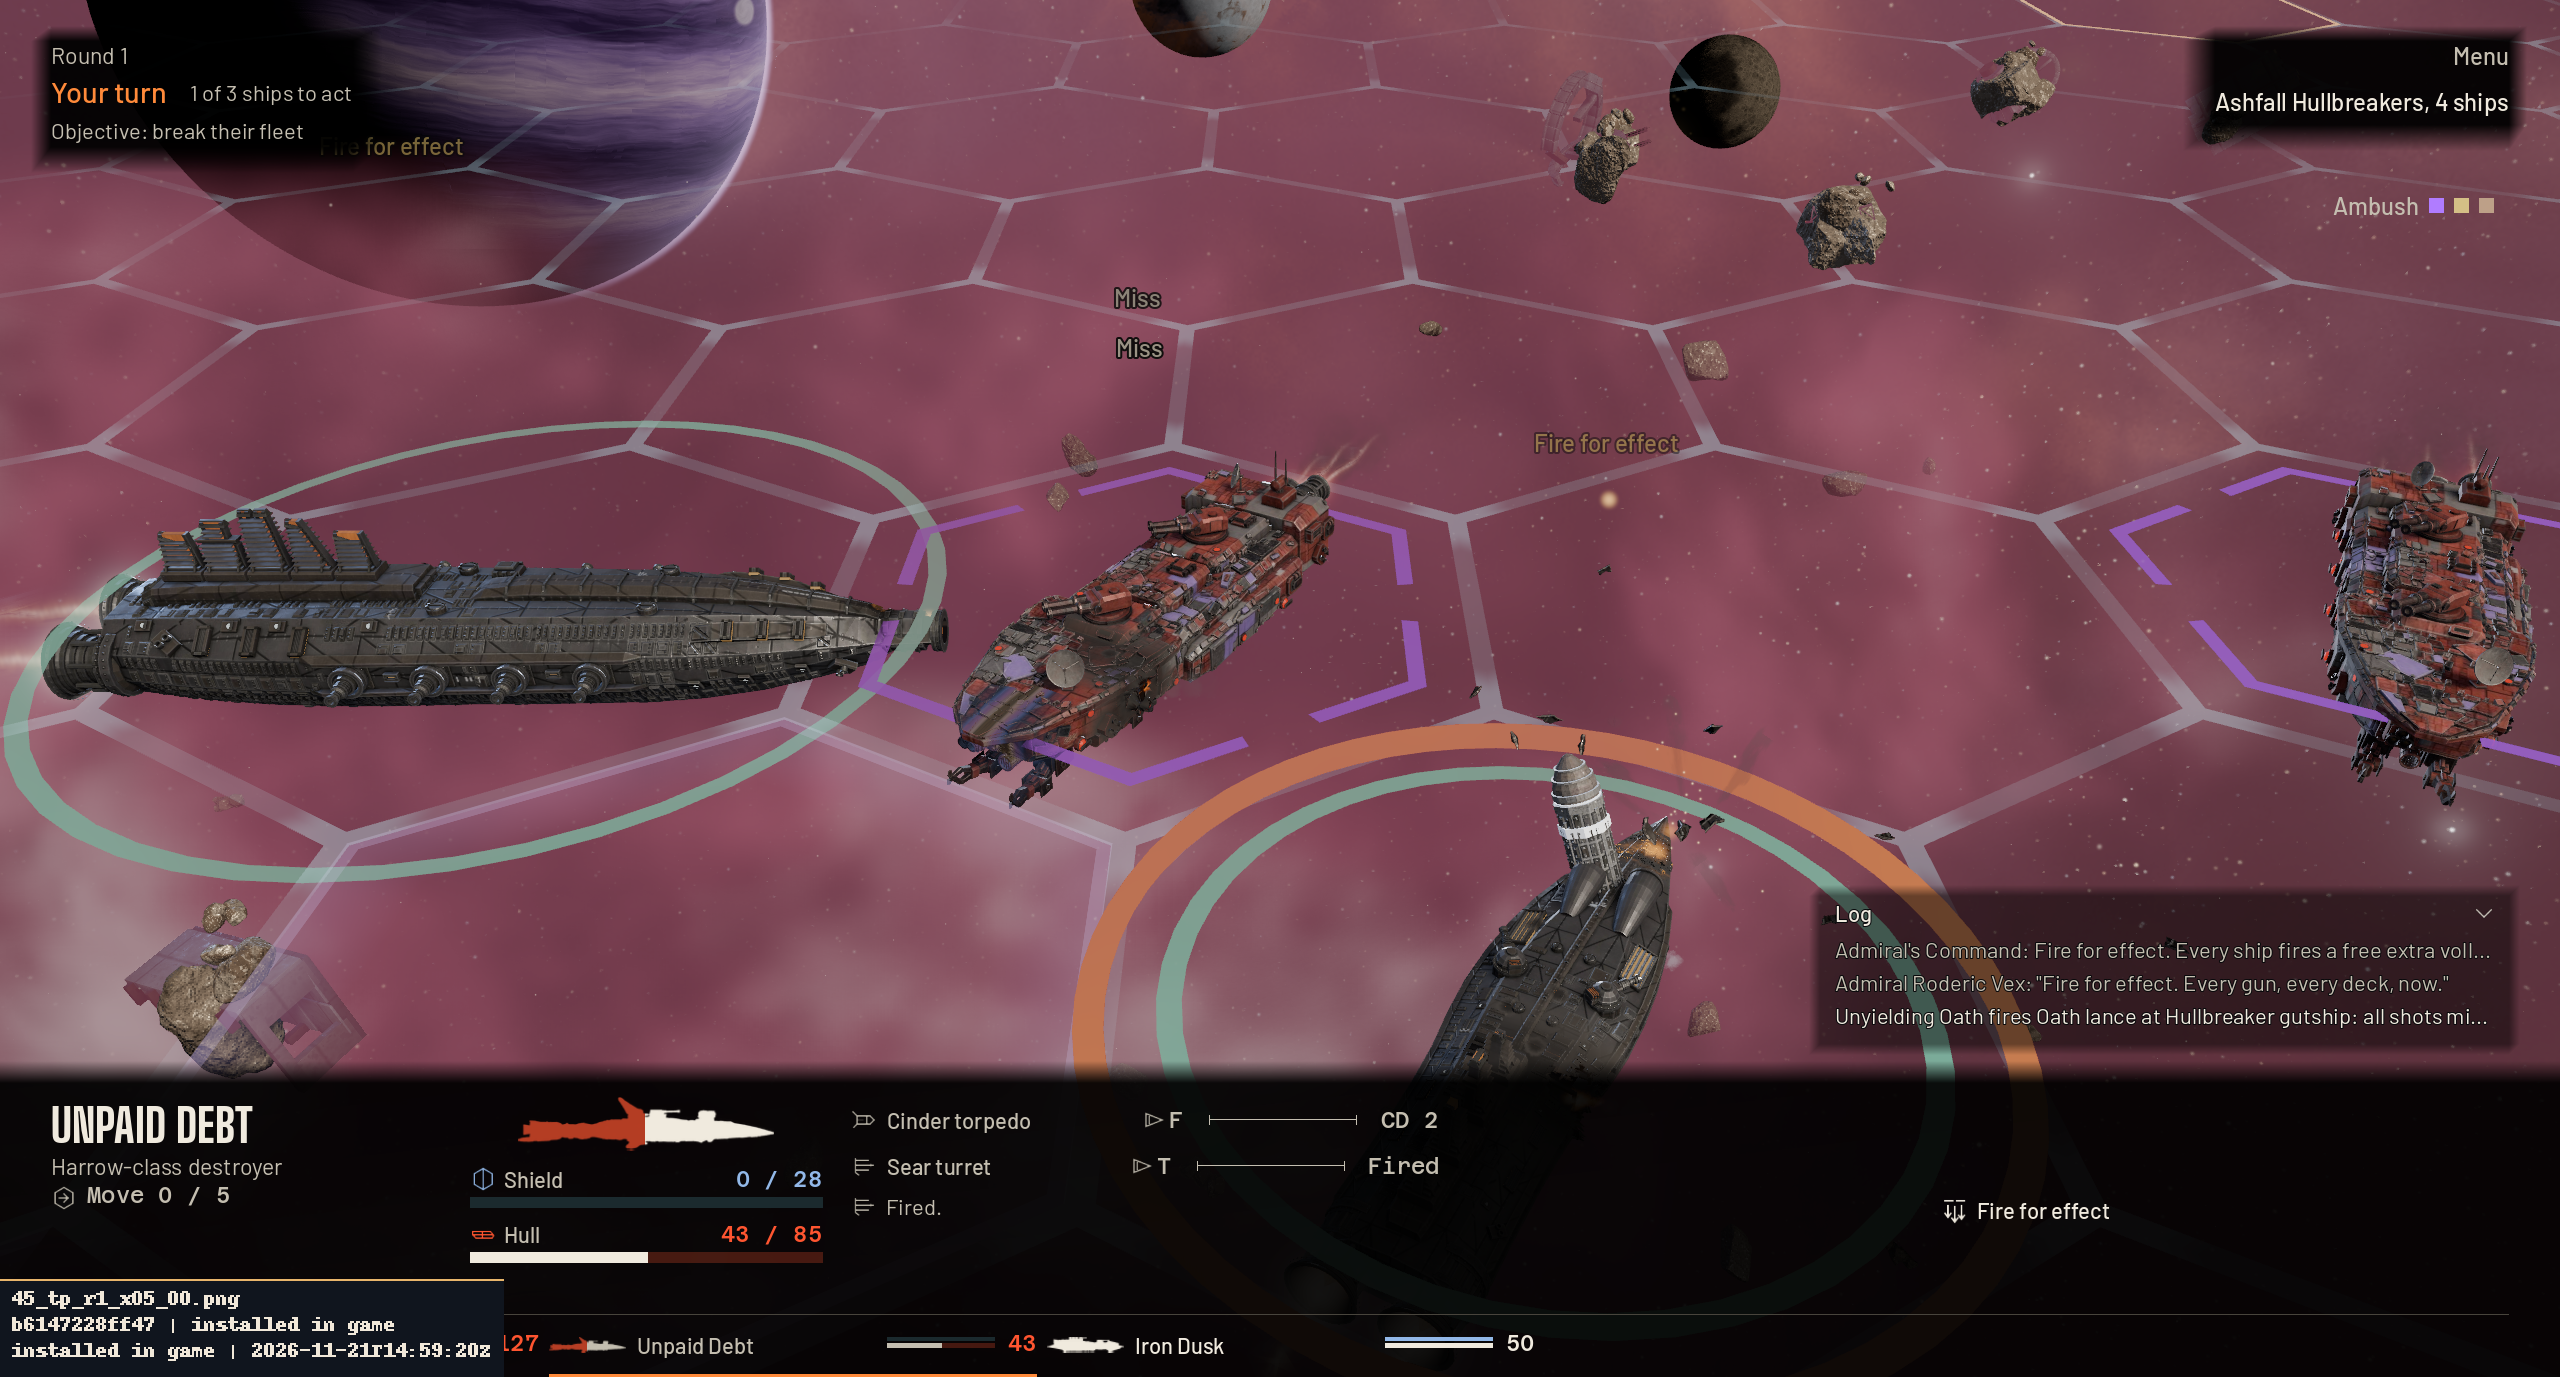 Round 1
Your turn 1 of 3 ships to act
Objective: break their fleet
Fire for effect
Menu
Ashfall Hullbreakers, 4 ships
Ambush
Miss
Miss
Fire for effect
Log
Admiral's Command: Fire for effect. Every ship fires a free extra voll...
Admiral Roderic Vex: "Fire for effect. Every gun, every deck, now."
Unyielding Oath fires Oath lance at Hullbreaker gutship: all shots mi...
UNPAID DEBT
Harrow-class destroyer
Move 0 / 5
Shield 0 / 28
Hull 43 / 85
Cinder torpedo F CD 2
Sear turret T Fired
Fired.
Fire for effect
45_tp_r1_x05_00.png
b6147228ff47 | installed in game
installed in game | 2026-11-21r14:59:20z
127 Unpaid Debt 43 Iron Dusk 50